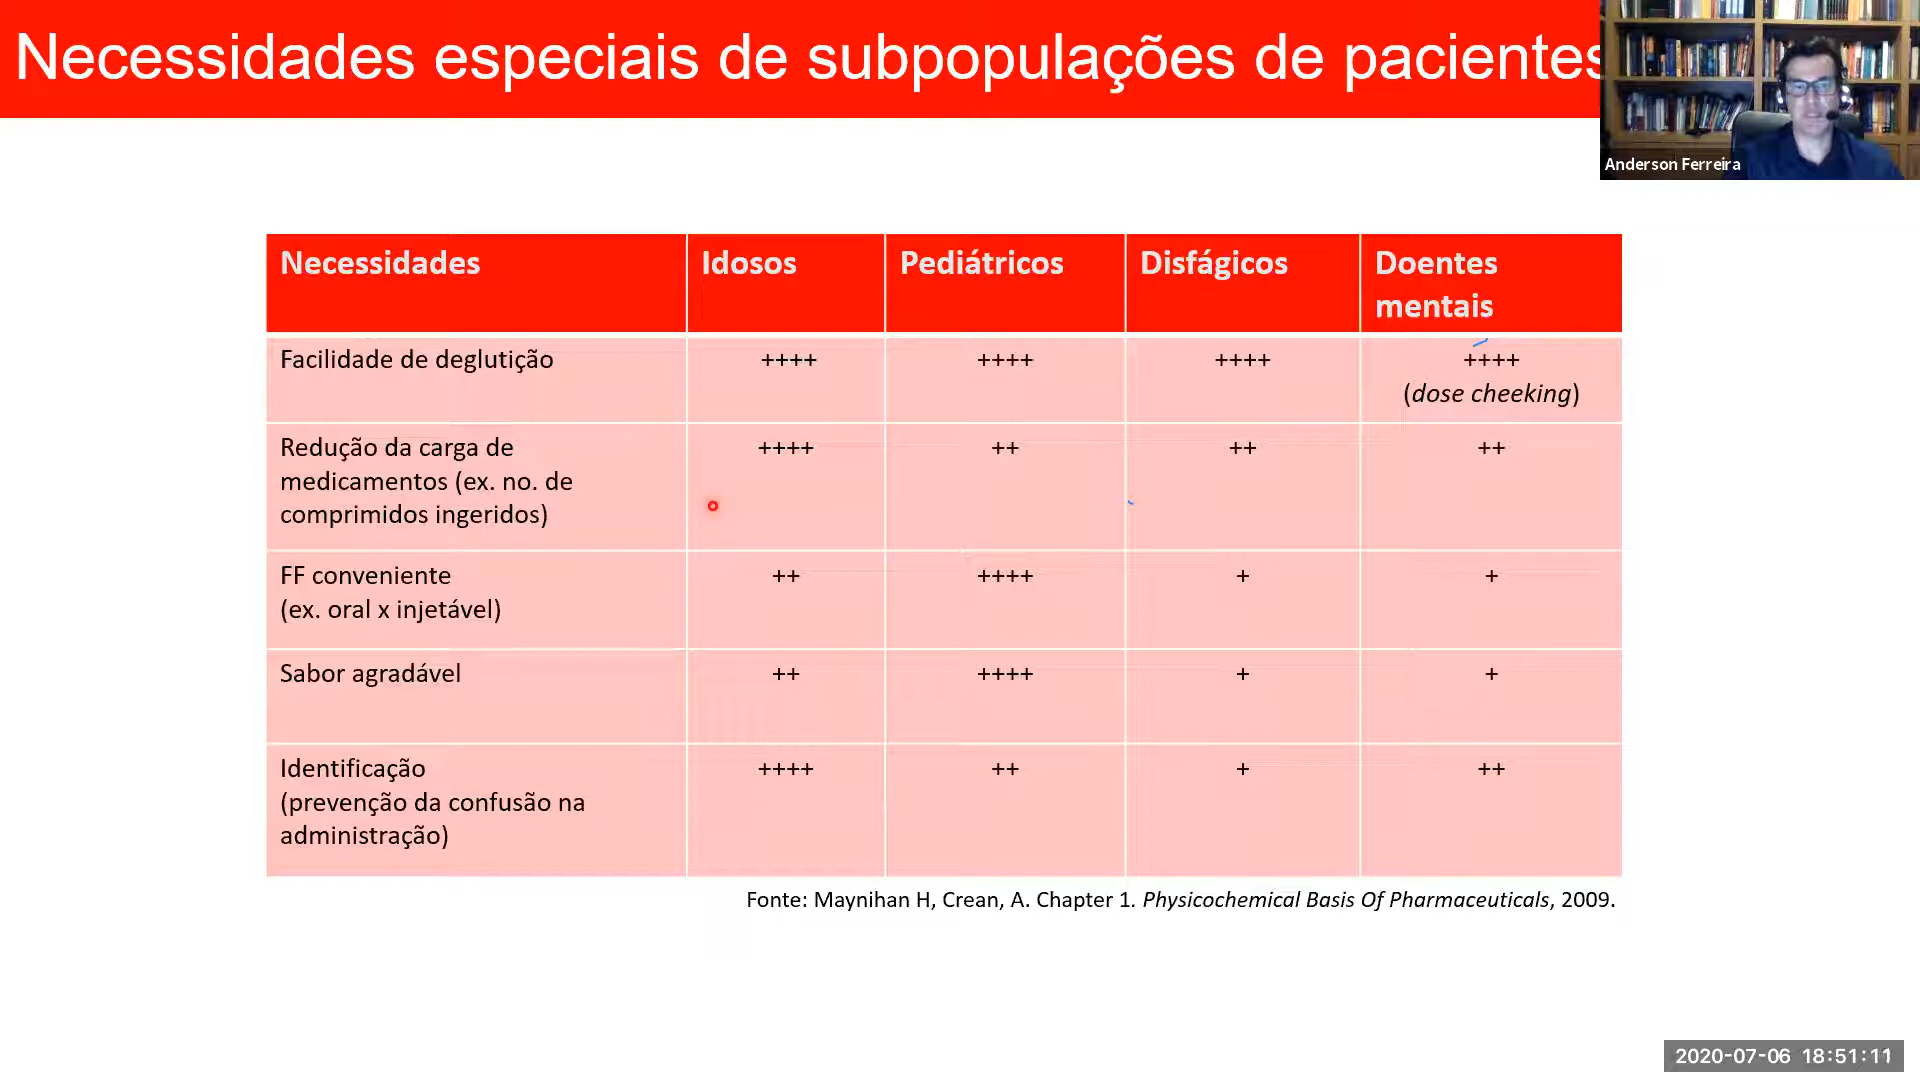 Necessidades especiais de subpopulações de pacientes
Anderson Ferreira
Necessidades Idosos Pediátricos Disfágicos Doentes
mentais
Facilidade de deglutição ++++ ++++ ++++ ++++
(dose cheeking)
Redução da carga de ++++ ++ ++ ++
medicamentos (ex. no. de
comprimidos ingeridos)
FF conveniente ++ ++++ + +
(ex. oral x injetável)
Sabor agradável ++ ++++ + +
Identificação ++++ ++ + ++
(prevenção da confusão na
administração)
Fonte: Maynihan H, Crean, A. Chapter 1. Physicochemical Basis Of Pharmaceuticals, 2009.
2020-07-06 18:51:11